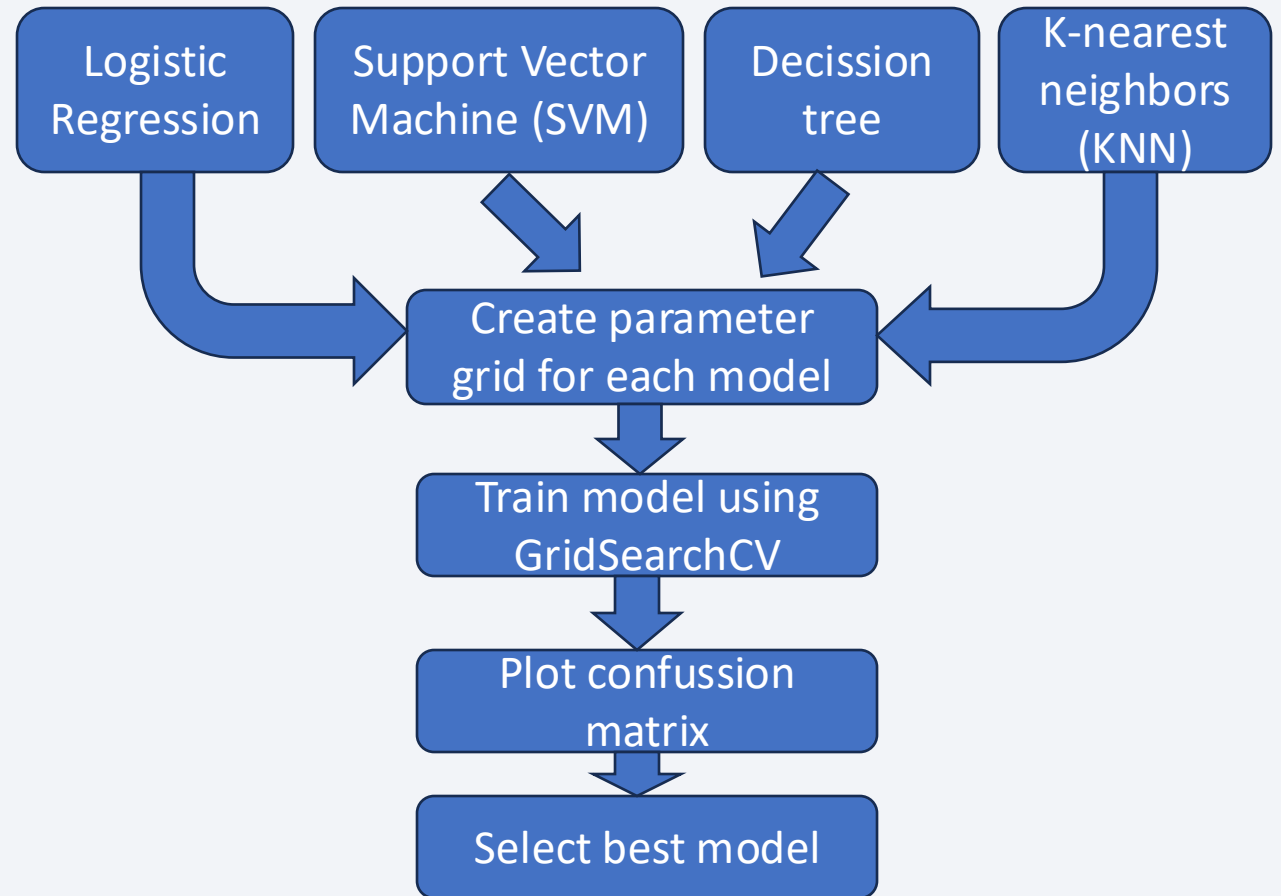 Logistic
Regression
Support Vector
Machine (SVM)
Decission
tree
K-nearest
neighbors
(KNN)
Create parameter
grid for each model
Train model using
GridSearchCV
Plot confussion
matrix
Select best model